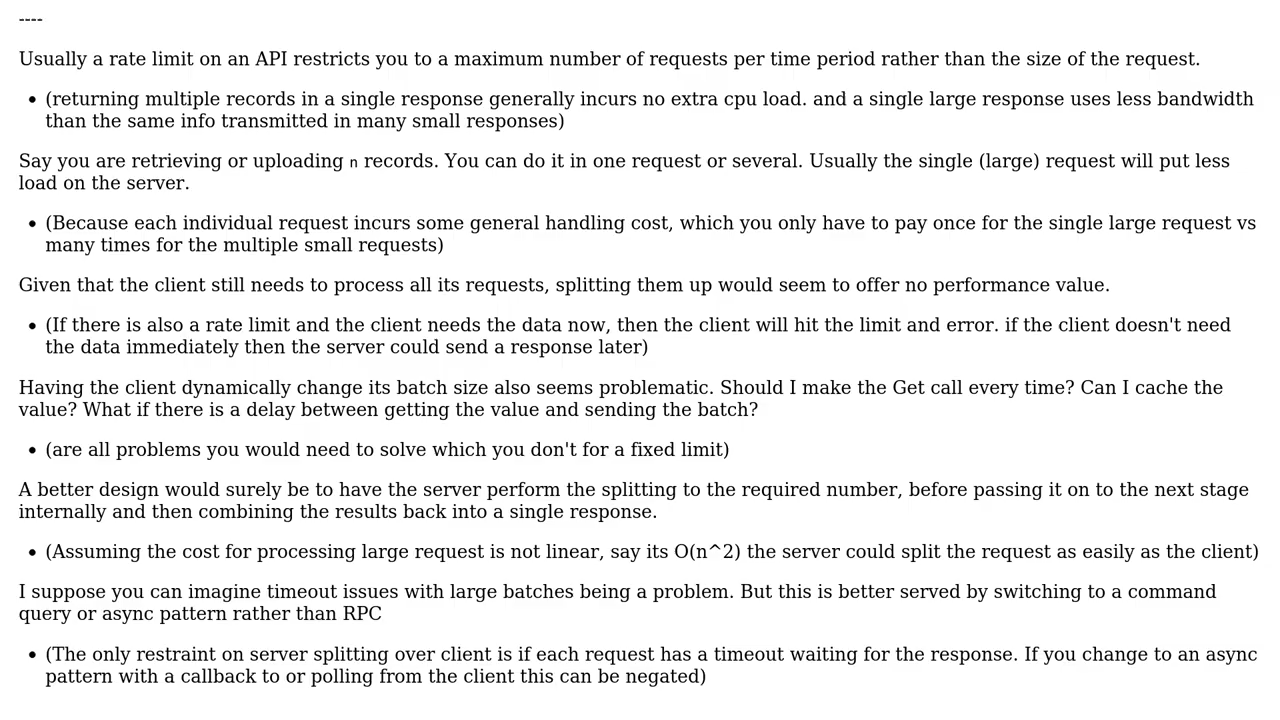 ----
Usually a rate limit on an API restricts you to a maximum number of requests per time period rather than the size of the request.
• (returning multiple records in a single response generally incurs no extra cpu load. and a single large response uses less bandwidth
than the same info transmitted in many small responses)
Say you are retrieving or uploading n records. You can do it in one request or several. Usually the single (large) request will put less
load on the server.
• (Because each individual request incurs some general handling cost, which you only have to pay once for the single large request vs
many times for the multiple small requests)
Given that the client still needs to process all its requests, splitting them up would seem to offer no performance value.
• (If there is also a rate limit and the client needs the data now, then the client will hit the limit and error. if the client doesn't need
the data immediately then the server could send a response later)
Having the client dynamically change its batch size also seems problematic. Should I make the Get call every time? Can I cache the
value? What if there is a delay between getting the value and sending the batch?
• (are all problems you would need to solve which you don't for a fixed limit)
A better design would surely be to have the server perform the splitting to the required number, before passing it on to the next stage
internally and then combining the results back into a single response.
• (Assuming the cost for processing large request is not linear, say its O(n^2) the server could split the request as easily as the client)
I suppose you can imagine timeout issues with large batches being a problem. But this is better served by switching to a command
query or async pattern rather than RPC
• (The only restraint on server splitting over client is if each request has a timeout waiting for the response. If you change to an async
pattern with a callback to or polling from the client this can be negated)